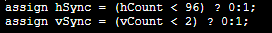 assign hSync = (hCount < 96) ? 0:1;
assign vSync = (vCount < 2) ? 0:1;